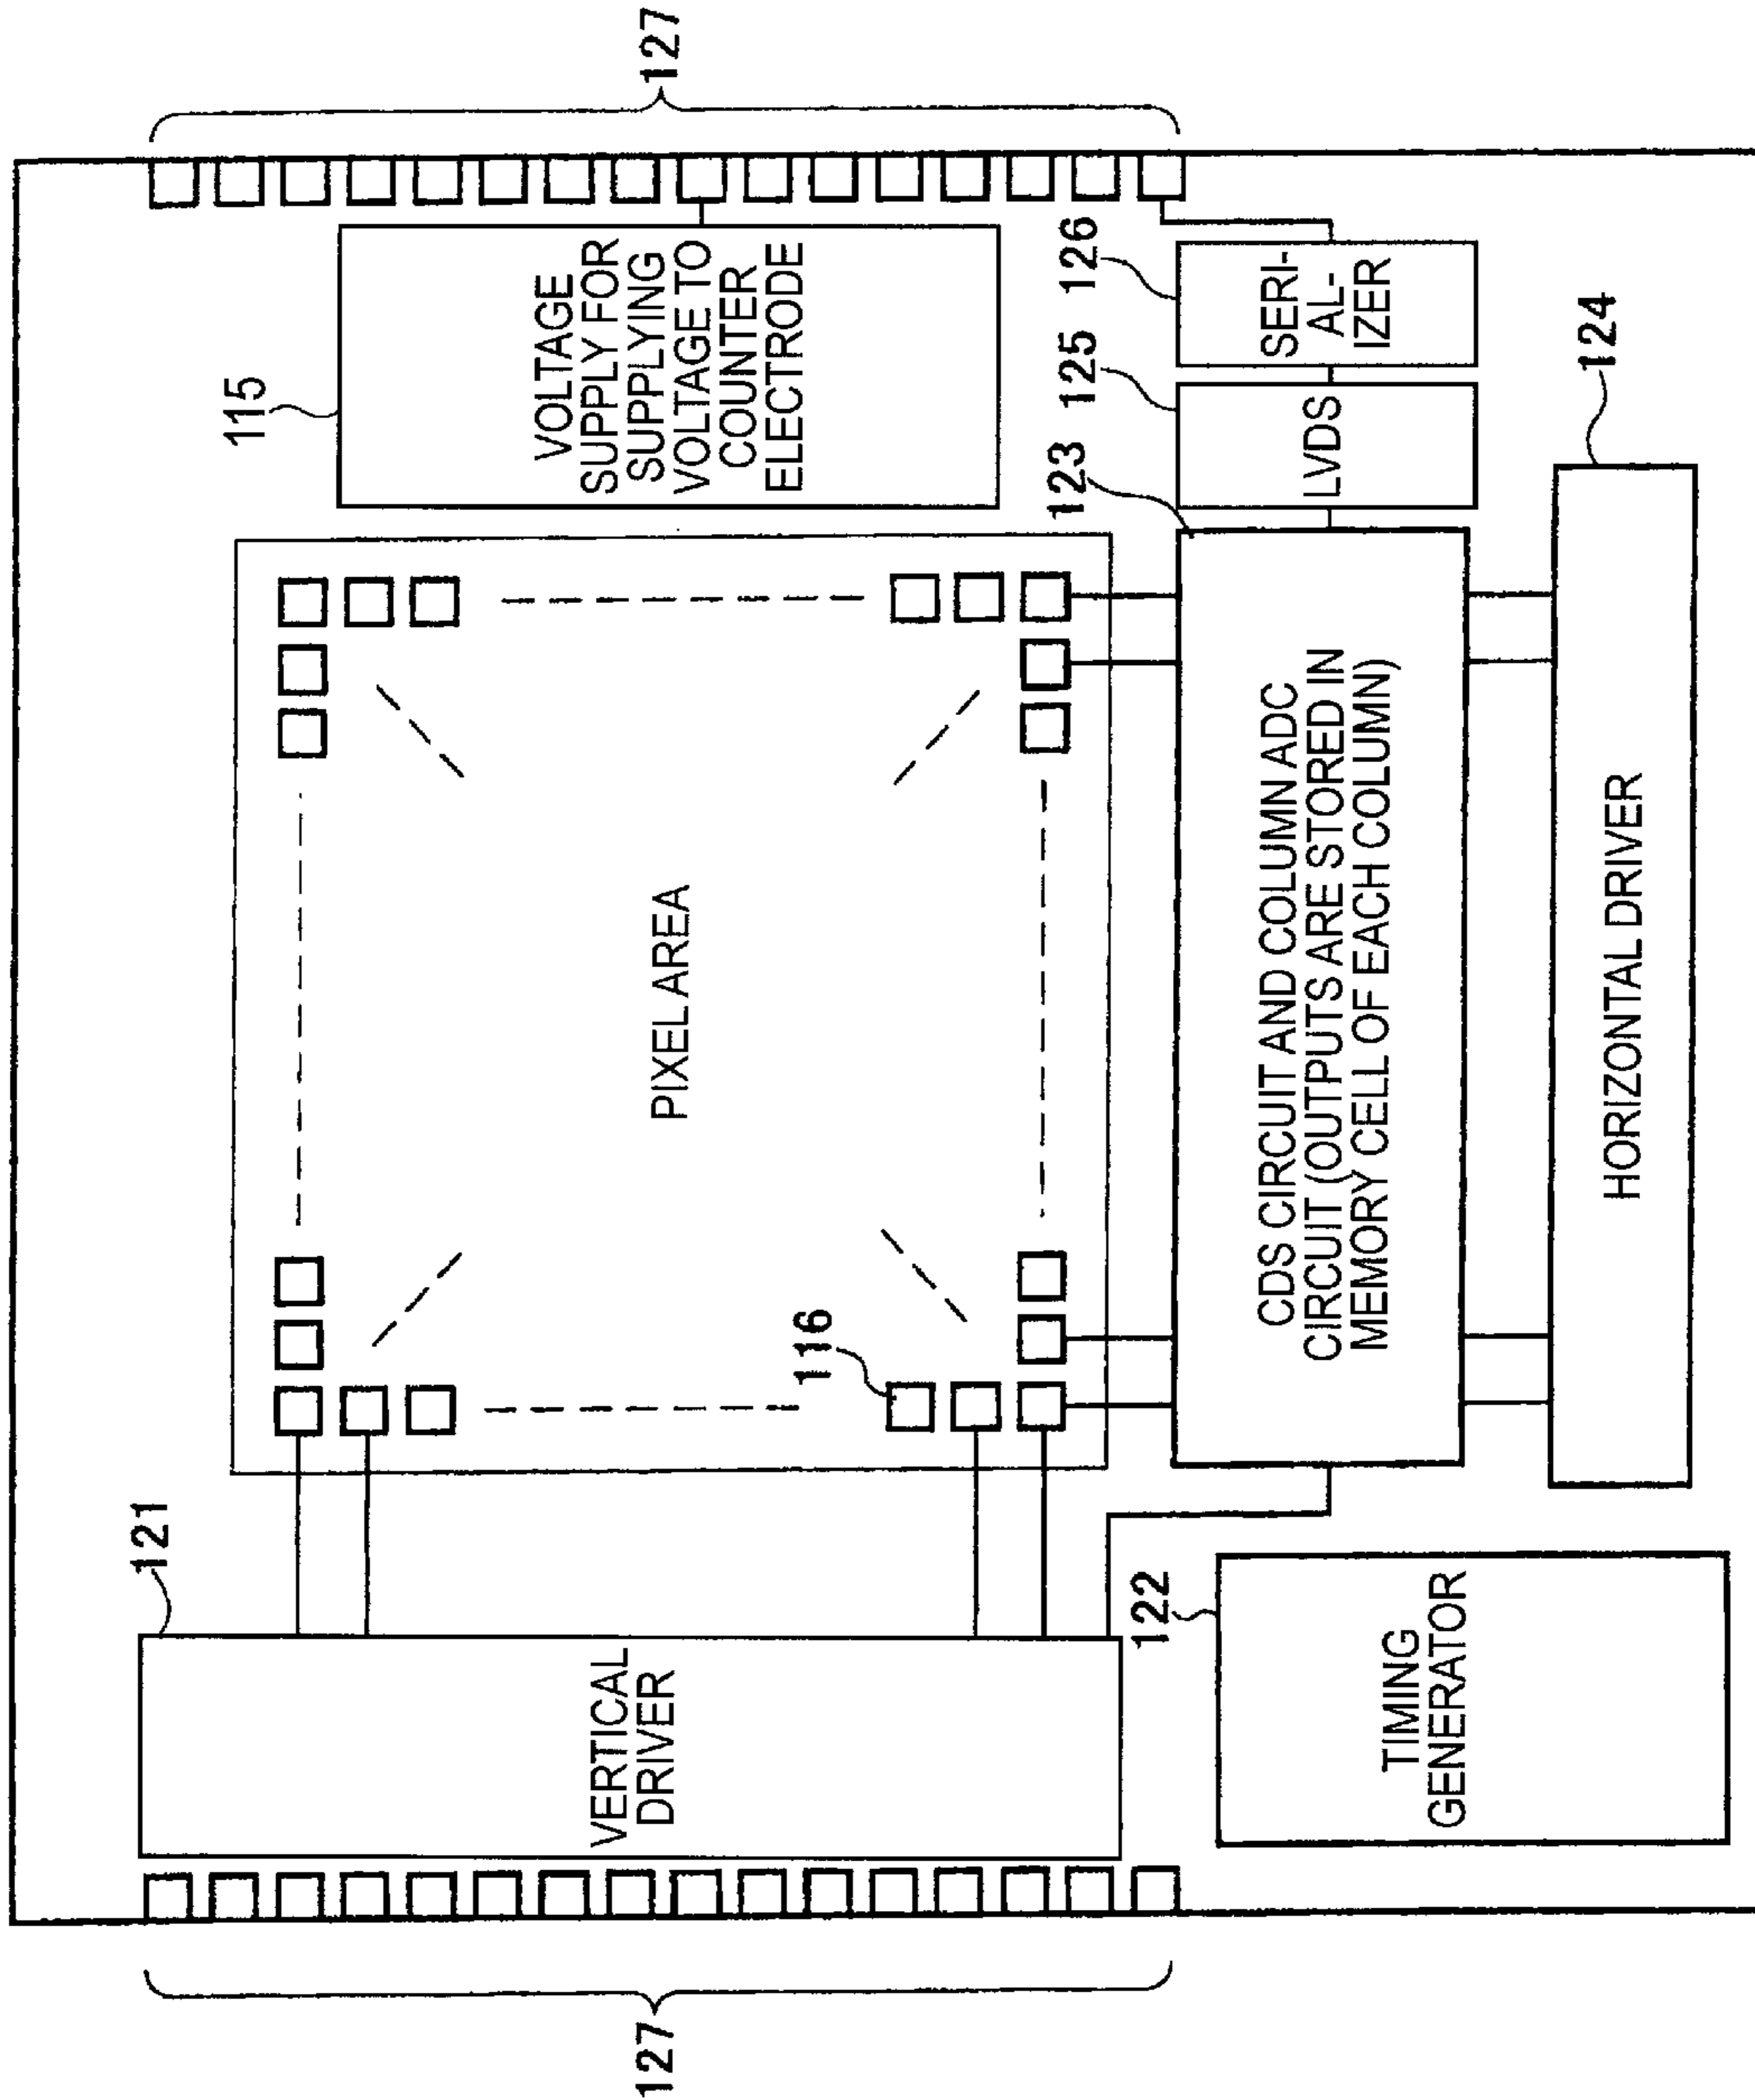 127
127
121
VERTICAL
DRIVER
115
VOLTAGE
SUPPLY FOR
SUPPLYING
VOLTAGE TO
COUNTER
ELECTRODE
PIXEL AREA
116
122
TIMING
GENERATOR
123
CDS CIRCUIT AND COLUMN ADC
CIRCUIT (OUTPUTS ARE STORED IN
MEMORY CELL OF EACH COLUMN)
125
LVDS
126
SERI-
AL-
IZER
124
HORIZONTAL DRIVER